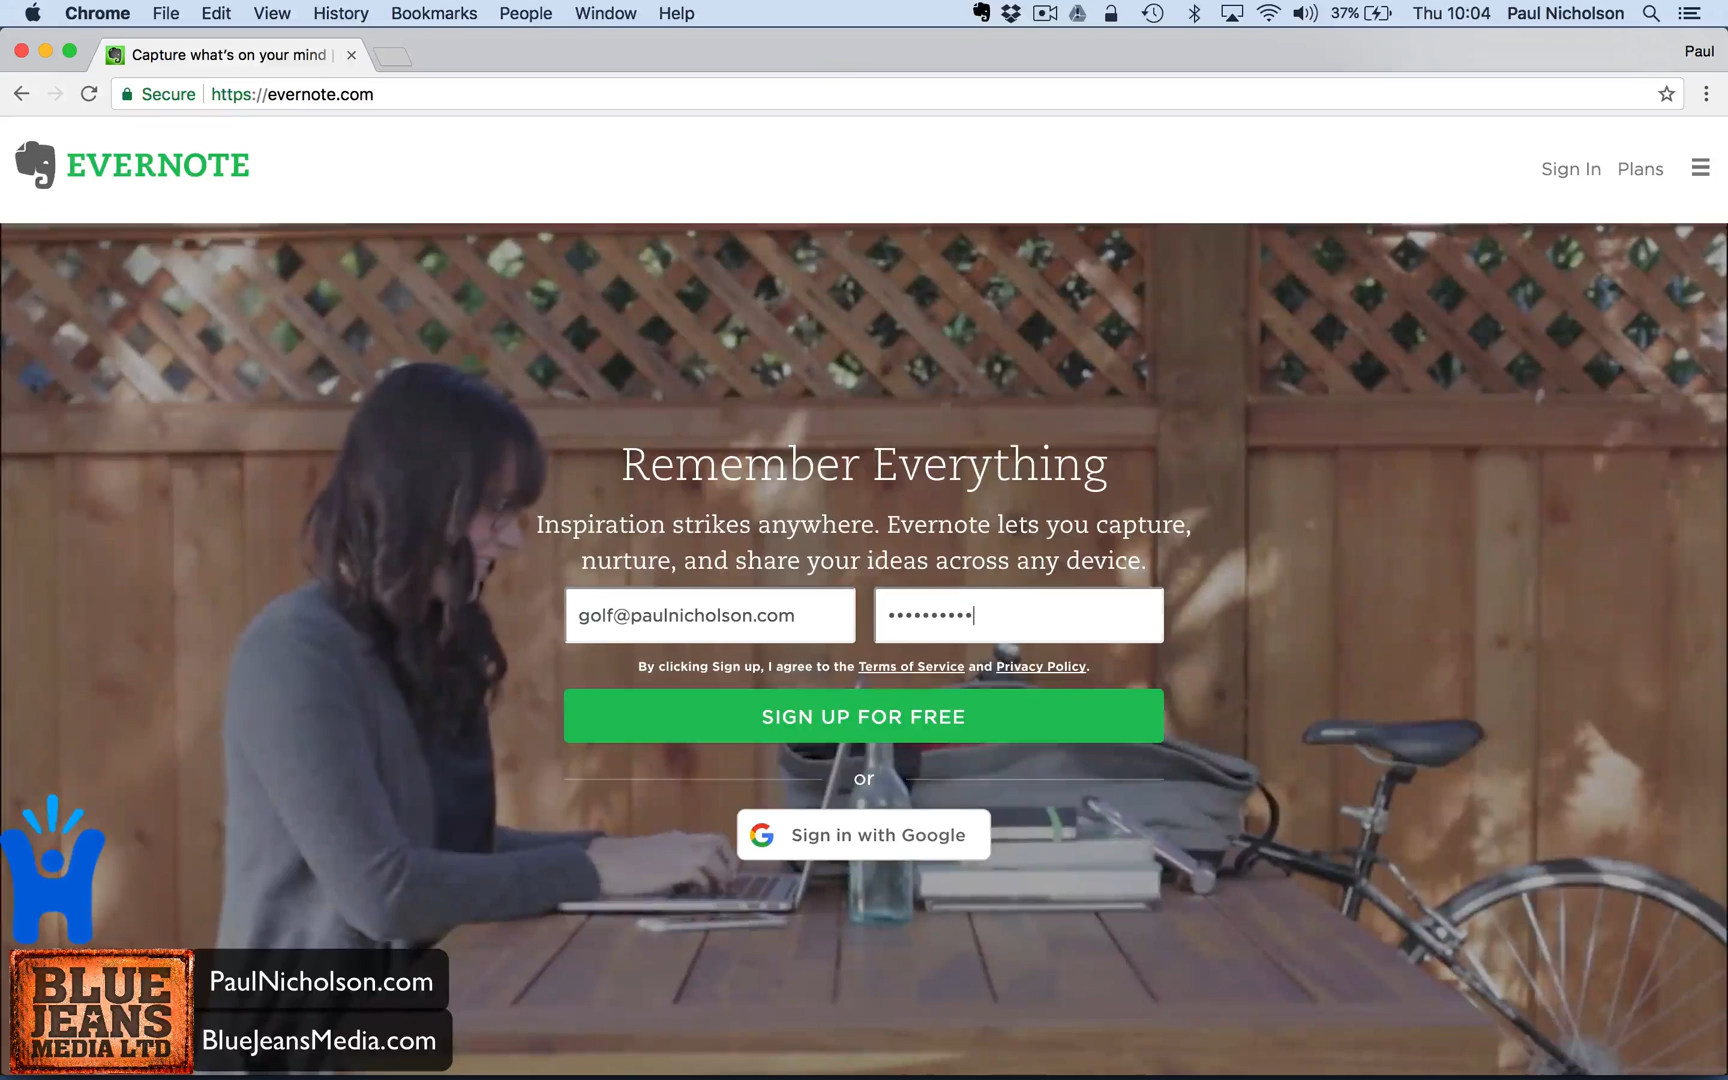 Chrome File Edit View History Bookmarks People Window Help 37% Thu 10:04 Paul Nicholson
Capture what's on your mind | Paul
Secure https://evernote.com
EVERNOTE Sign In Plans
Remember Everything
Inspiration strikes anywhere. Evernote lets you capture,
nurture, and share your ideas across any device.
golf@paulnicholson.com ••••••••••
By clicking Sign up, I agree to the Terms of Service and Privacy Policy.
SIGN UP FOR FREE
or
G Sign in with Google
BLUE
JEANS
MEDIA LTD
PaulNicholson.com
BlueJeansMedia.com